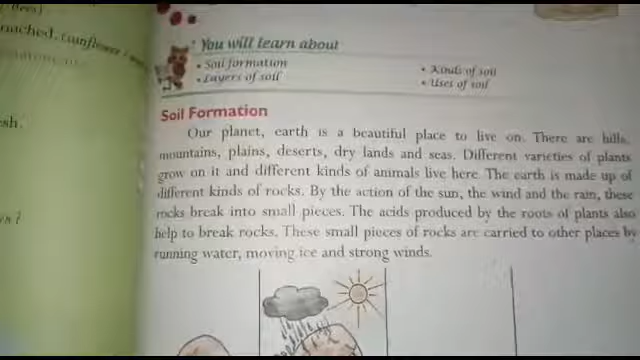 sh.
You will learn about
• Soil formation
• Kinds of soil
• Layers of soil
• Uses of soil
Soil Formation
Our planet, earth is a beautiful place to live on. There are hills,
mountains, plains, deserts, dry lands and seas. Different varieties of plants
grow on it and different kinds of animals live here. The earth is made up of
different kinds of rocks. By the action of the sun, the wind and the rain, these
rocks break into small pieces. The acids produced by the roots of plants also
help to break rocks. These small pieces of rocks are carried to other places by
running water, moving ice and strong winds.